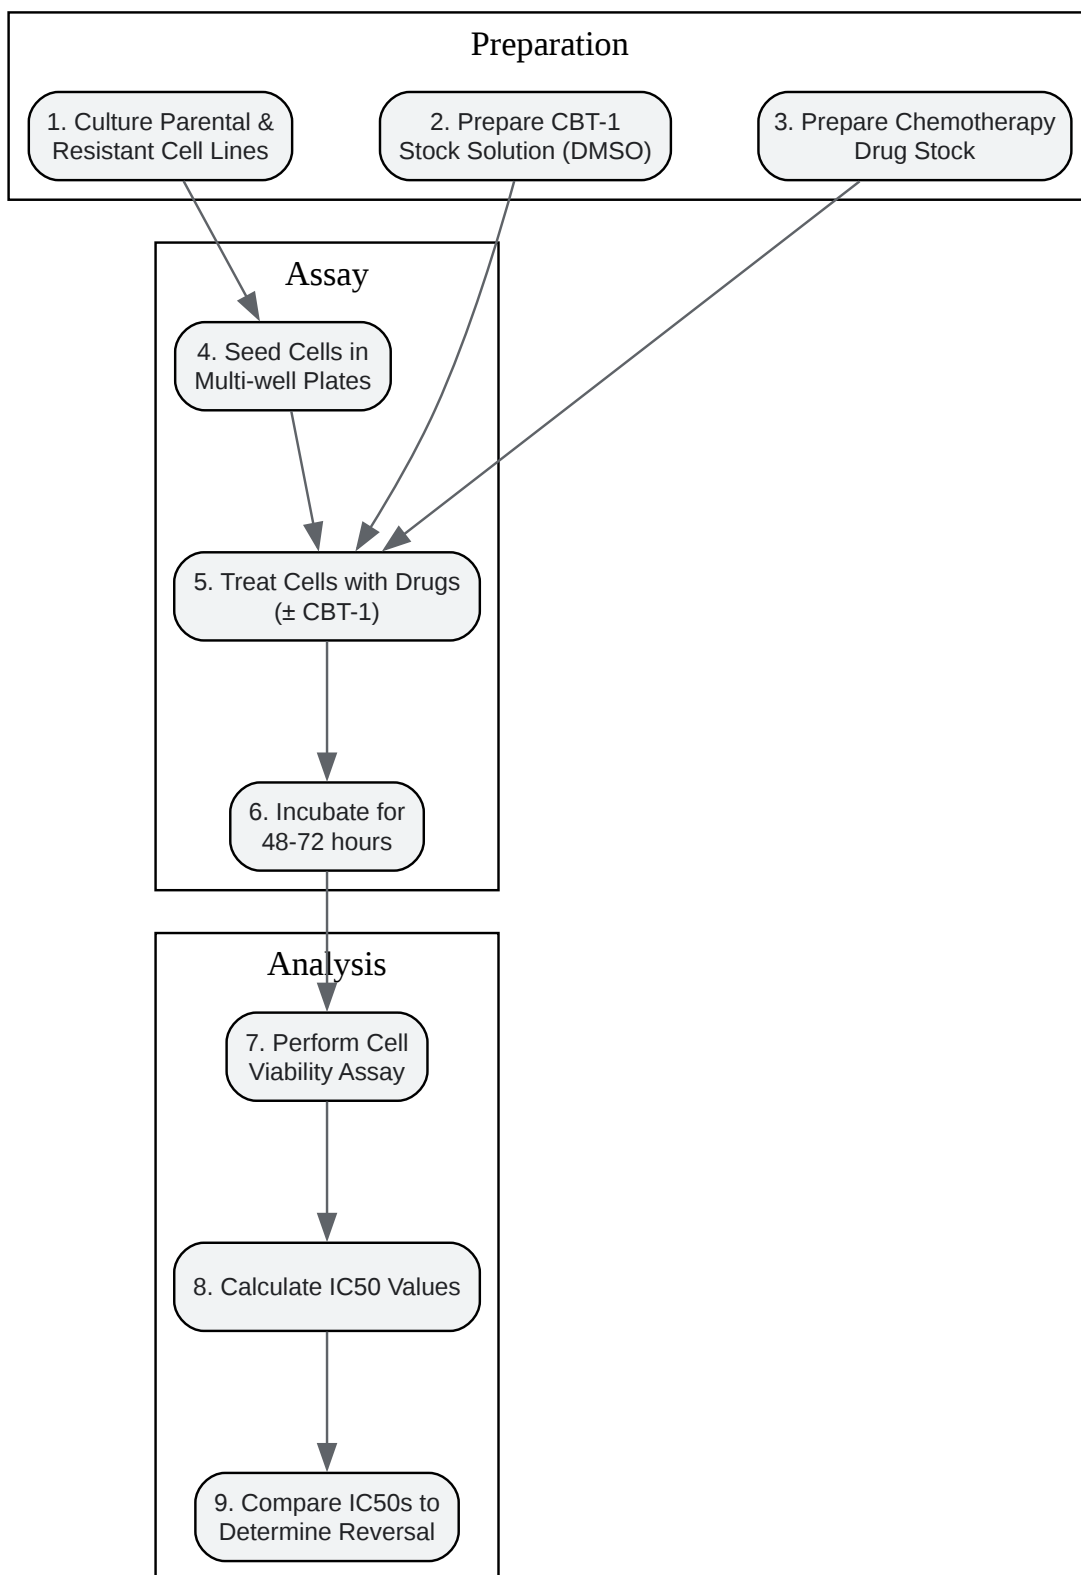 Preparation
1. Culture Parental &
Resistant Cell Lines
2. Prepare CBT-1
Stock Solution (DMSO)
3. Prepare Chemotherapy
Drug Stock
Assay
4. Seed Cells in
Multi-well Plates
5. Treat Cells with Drugs
(± CBT-1)
6. Incubate for
48-72 hours
Analysis
7. Perform Cell
Viability Assay
8. Calculate IC50 Values
9. Compare IC50s to
Determine Reversal